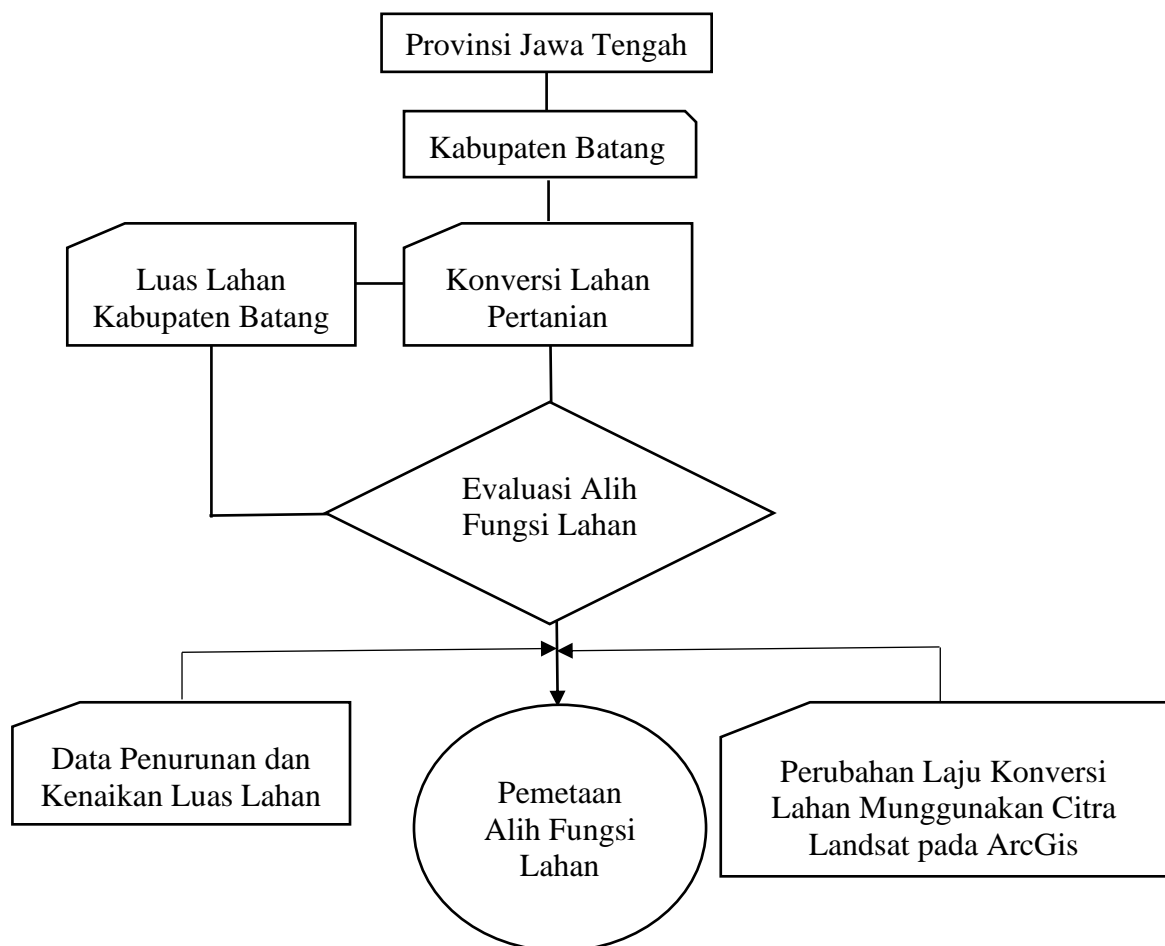 Provinsi Jawa Tengah
Kabupaten Batang
Luas Lahan
Kabupaten Batang
Konversi Lahan
Pertanian
Evaluasi Alih
Fungsi Lahan
Data Penurunan dan
Kenaikan Luas Lahan
Pemetaan
Alih Fungsi
Lahan
Perubahan Laju Konversi
Lahan Munggunakan Citra
Landsat pada ArcGis